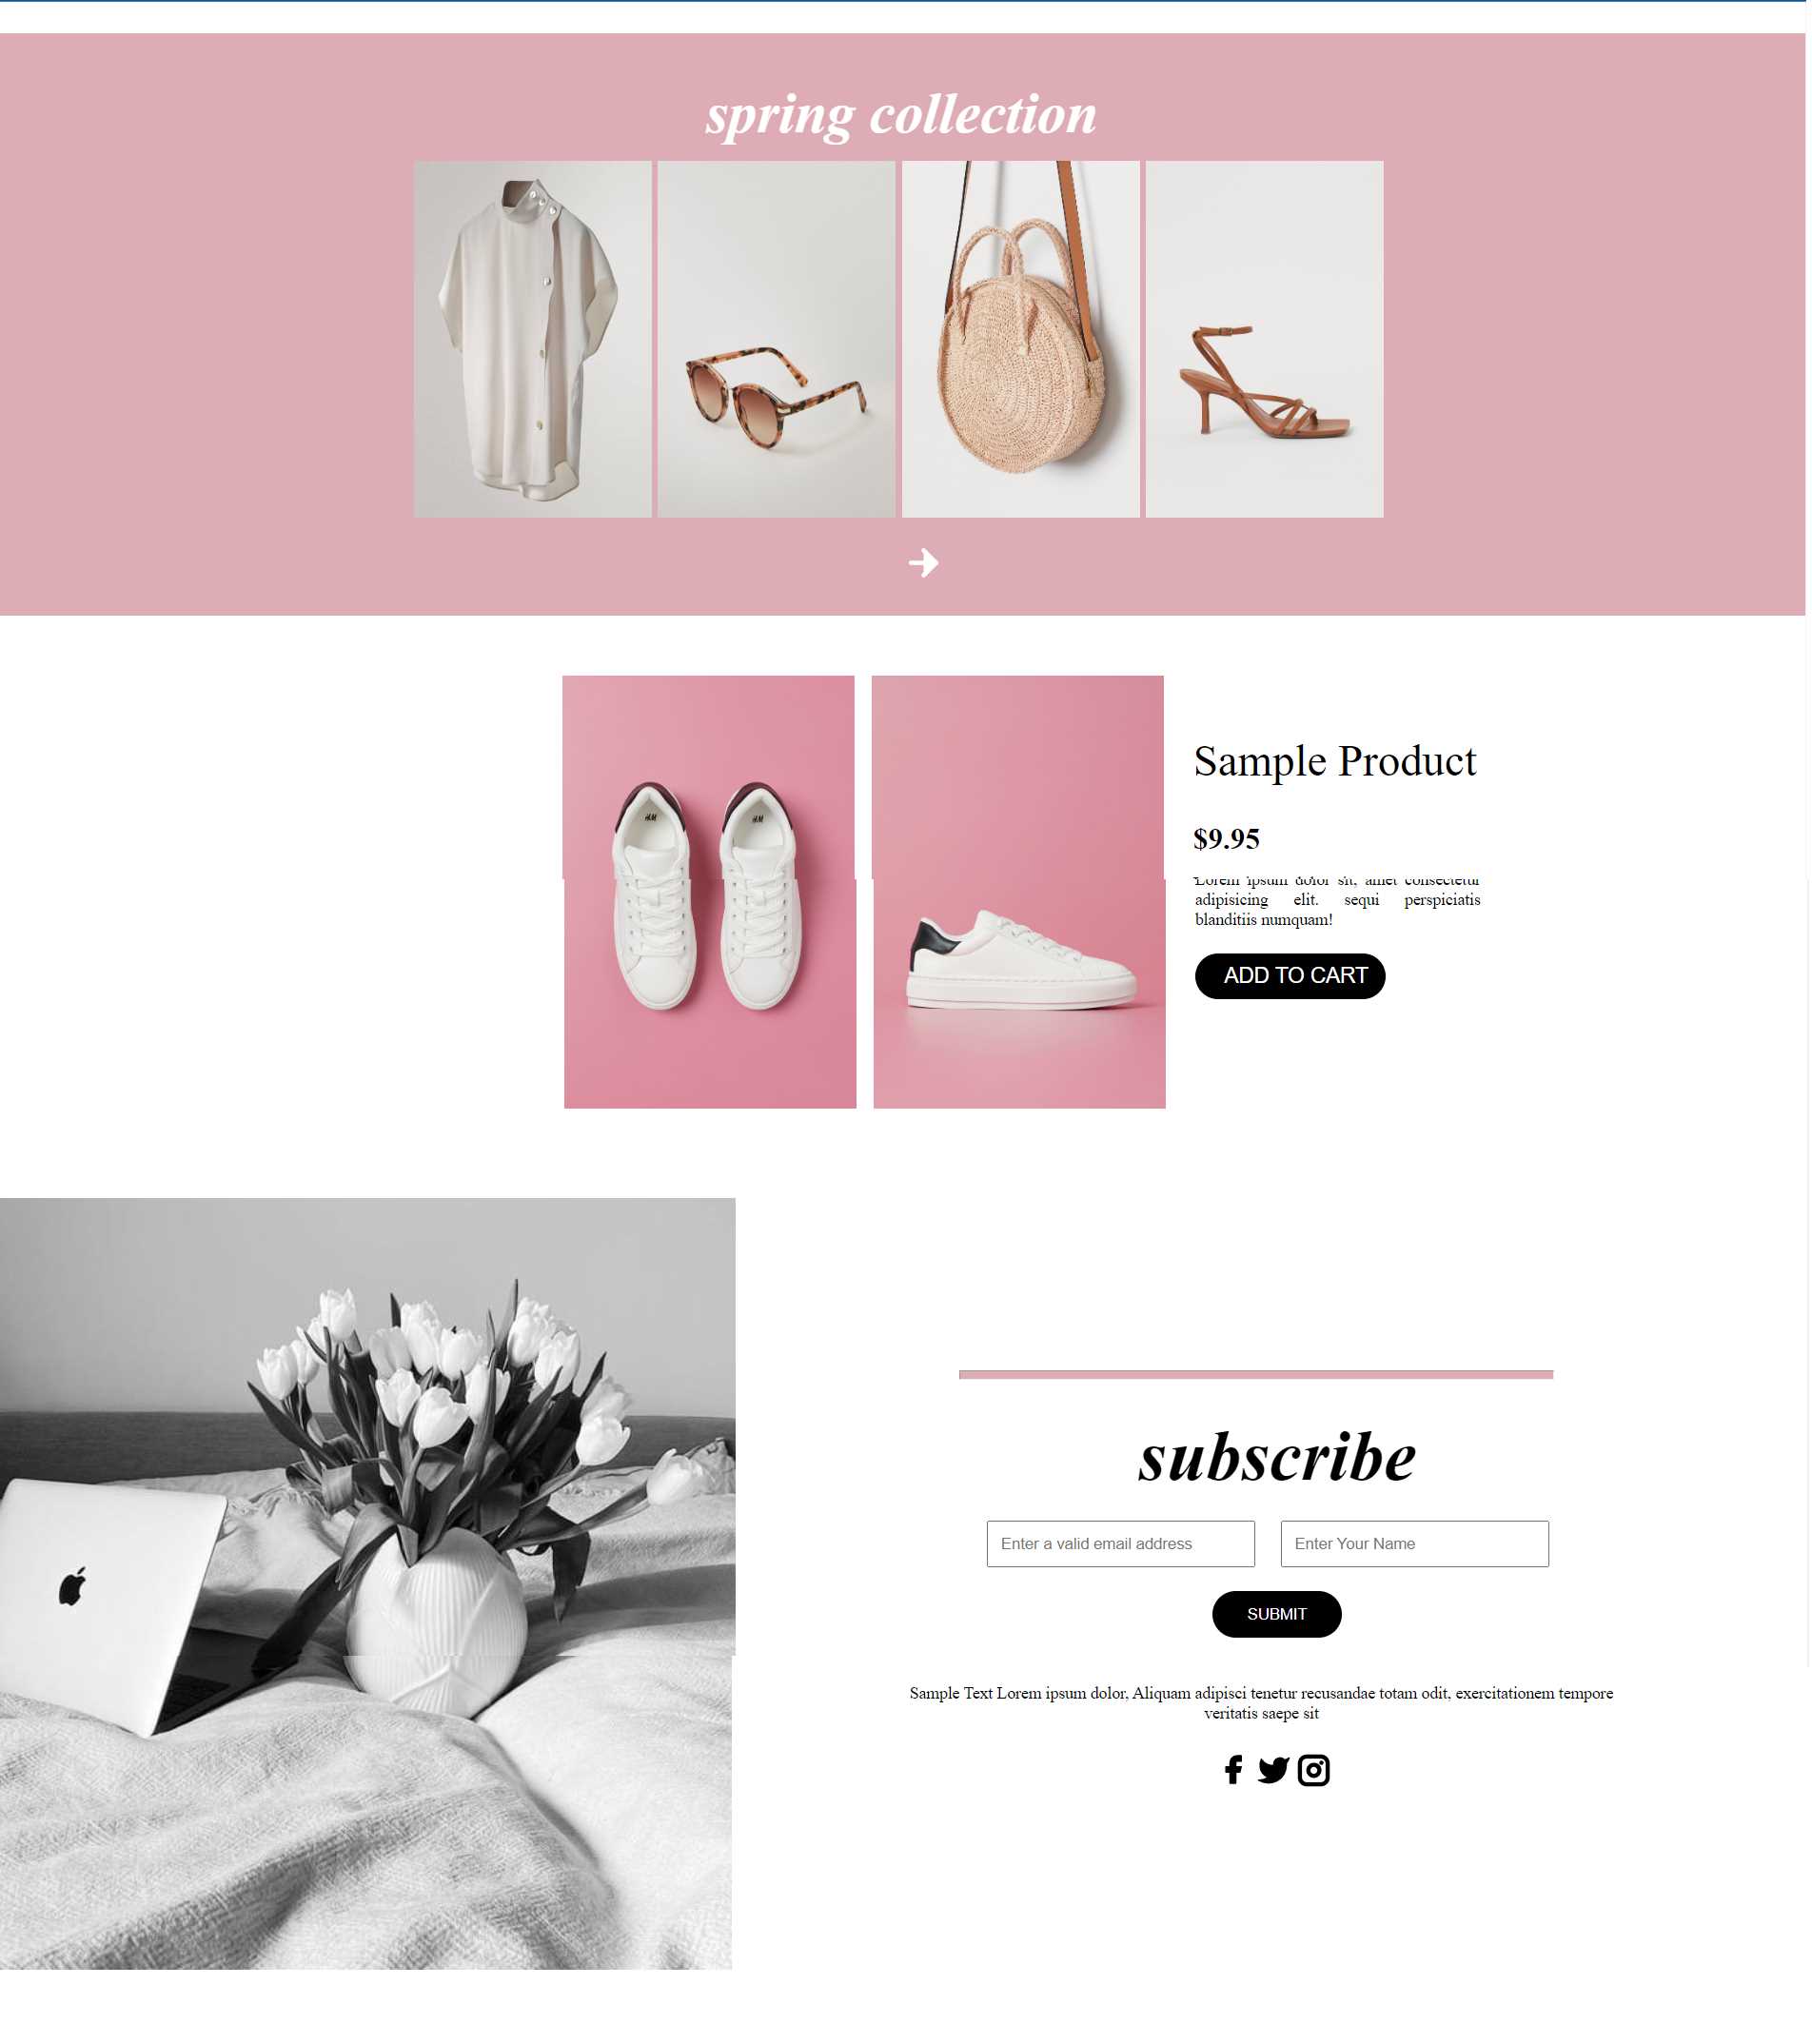 spring collection
Sample Product
$9.95
Lorem ipsum dolor sit, amet consectetur
adipisicing elit. sequi perspiciatis
blanditiis numquam!
ADD TO CART
subscribe
Enter a valid email address
Enter Your Name
SUBMIT
Sample Text Lorem ipsum dolor, Aliquam adipisci tenetur recusandae totam odit, exercitationem tempore
veritatis saepe sit